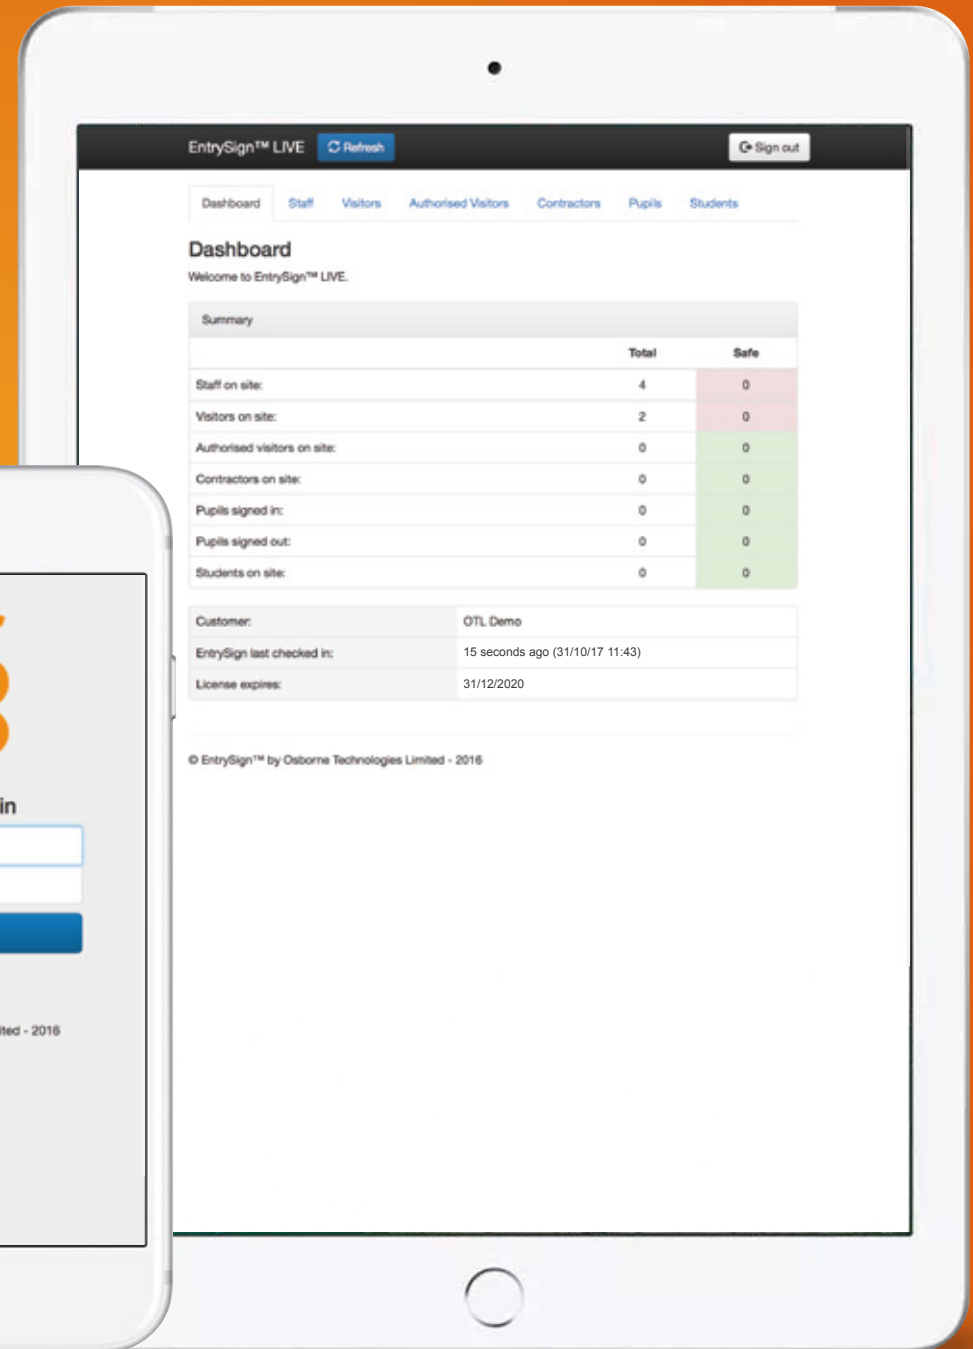 EntrySign™ LIVE Refresh Sign out
Dashboard Staff Visitors Authorised Visitors Contractors Pupils Students
Dashboard
Welcome to EntrySign™ LIVE.
Summary
Total Safe
Staff on site: 4 0
Visitors on site: 2 0
Authorised visitors on site: 0 0
Contractors on site: 0 0
Pupils signed in: 0 0
Pupils signed out: 0 0
Students on site: 0 0
Customer: OTL Demo
EntrySign last checked in: 15 seconds ago (31/10/17 11:43)
License expires: 31/12/2020
© EntrySign™ by Osborne Technologies Limited - 2016
in
ited - 2016